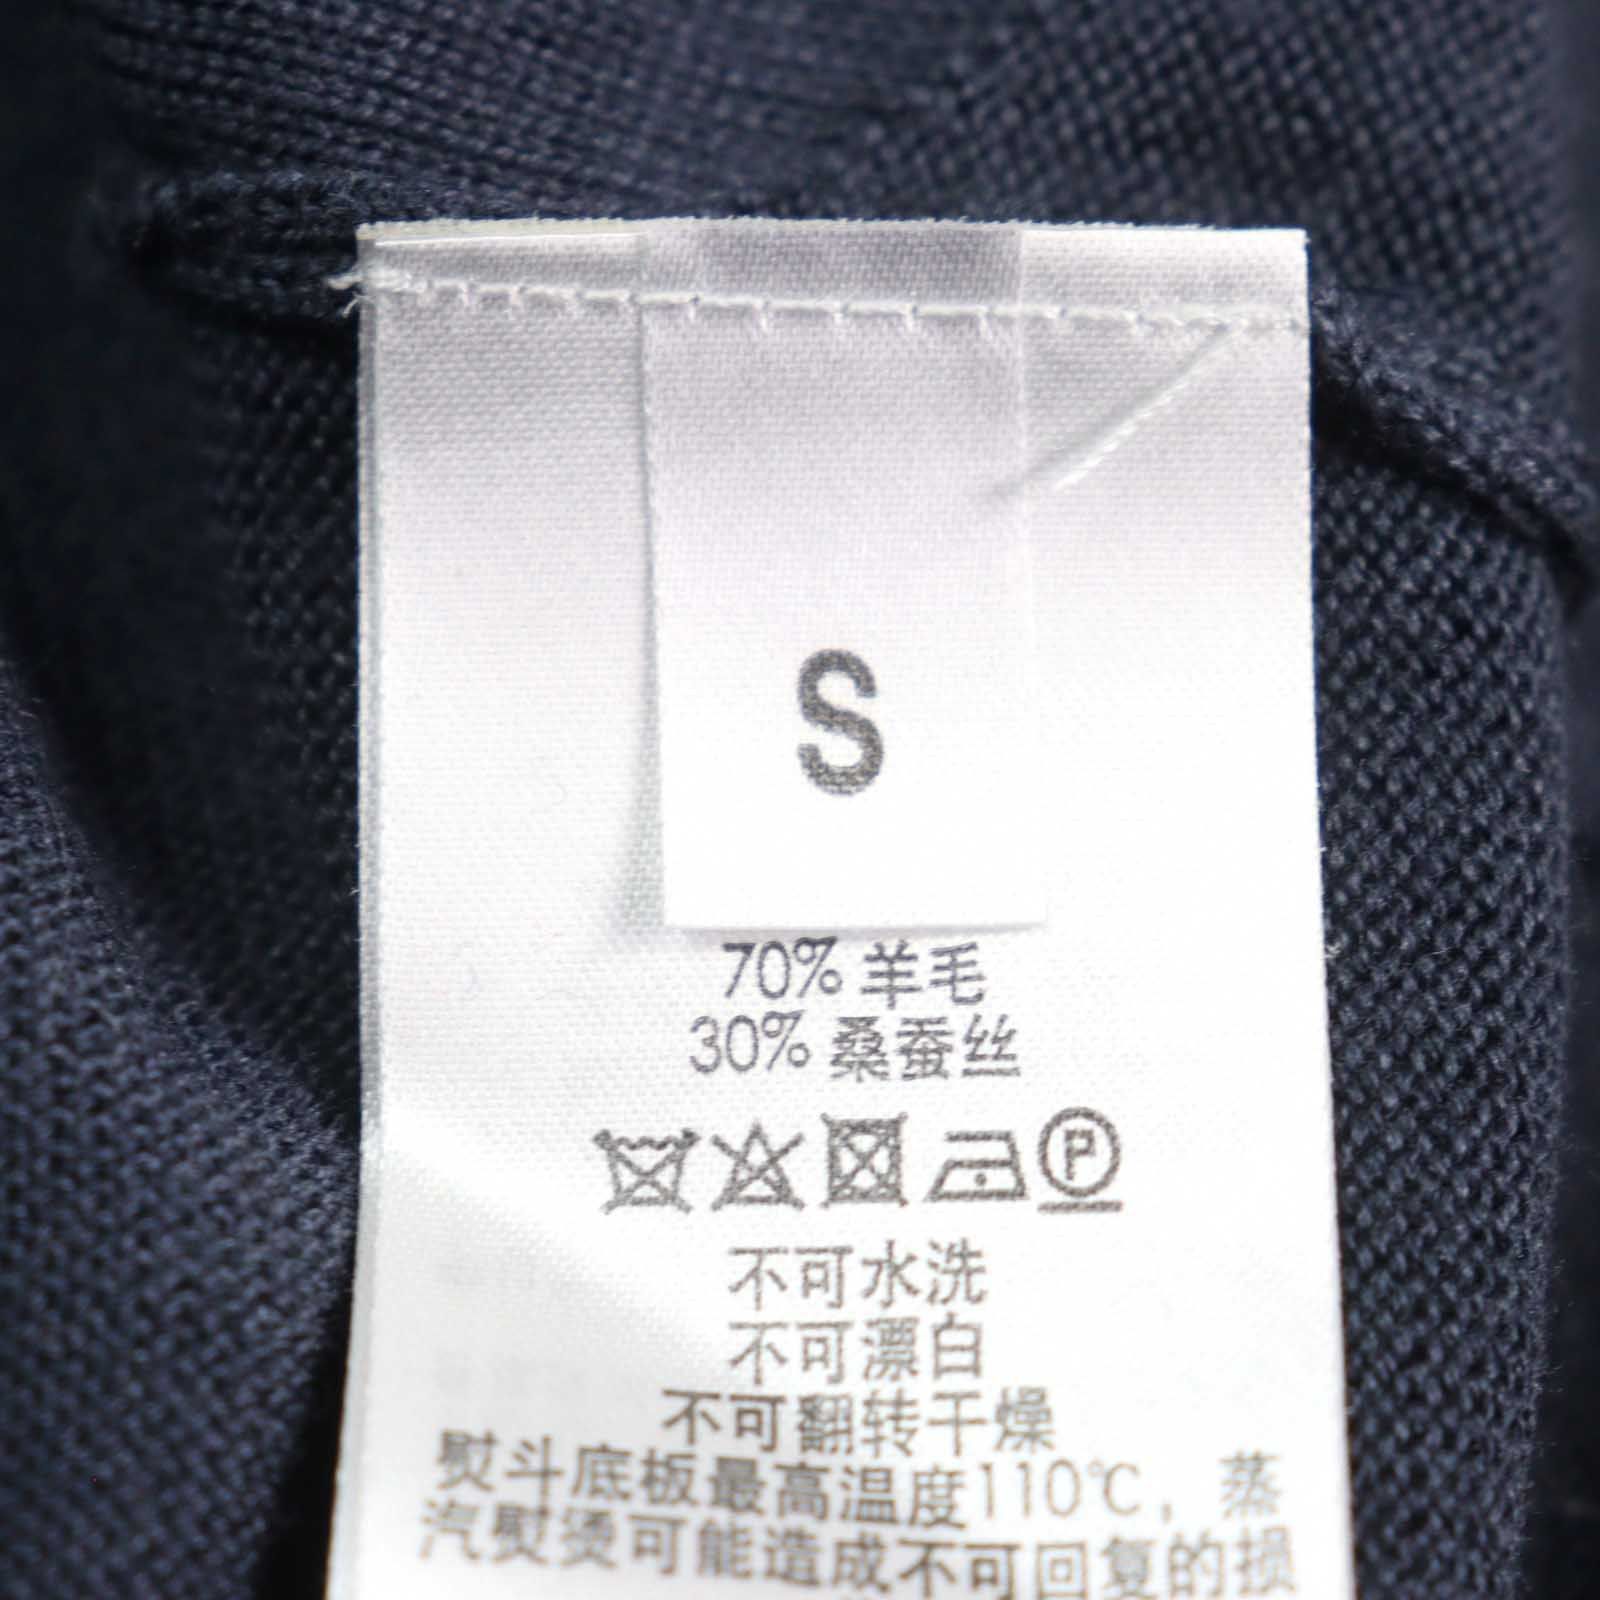 S
70% 羊毛
30% 桑蚕丝
P
不可水洗
不可漂白
不可翻转干燥
熨斗底板最高温度110℃，蒸
汽熨烫可能造成不可回复的损